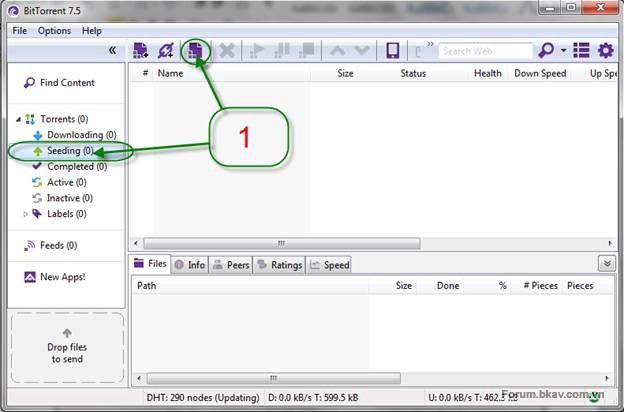 BitTorrent 7.5
File Options Help
« » Search Web
Find Content
Torrents (0)
Downloading (0)
Seeding (0)
Completed (0)
Active (0)
Inactive (0)
Labels (0)
Feeds (0)
New Apps!
Drop files
to send
# Name Size Status Health Down Speed Up Spe
1
Files Info Peers Ratings Speed
Path Size Done % # Pieces Pieces
DHT: 290 nodes (Updating) D: 0.0 kB/s T: 599.5 kB U: 0.0 kB/s T: 462.5
Forum.bkav.com.vn